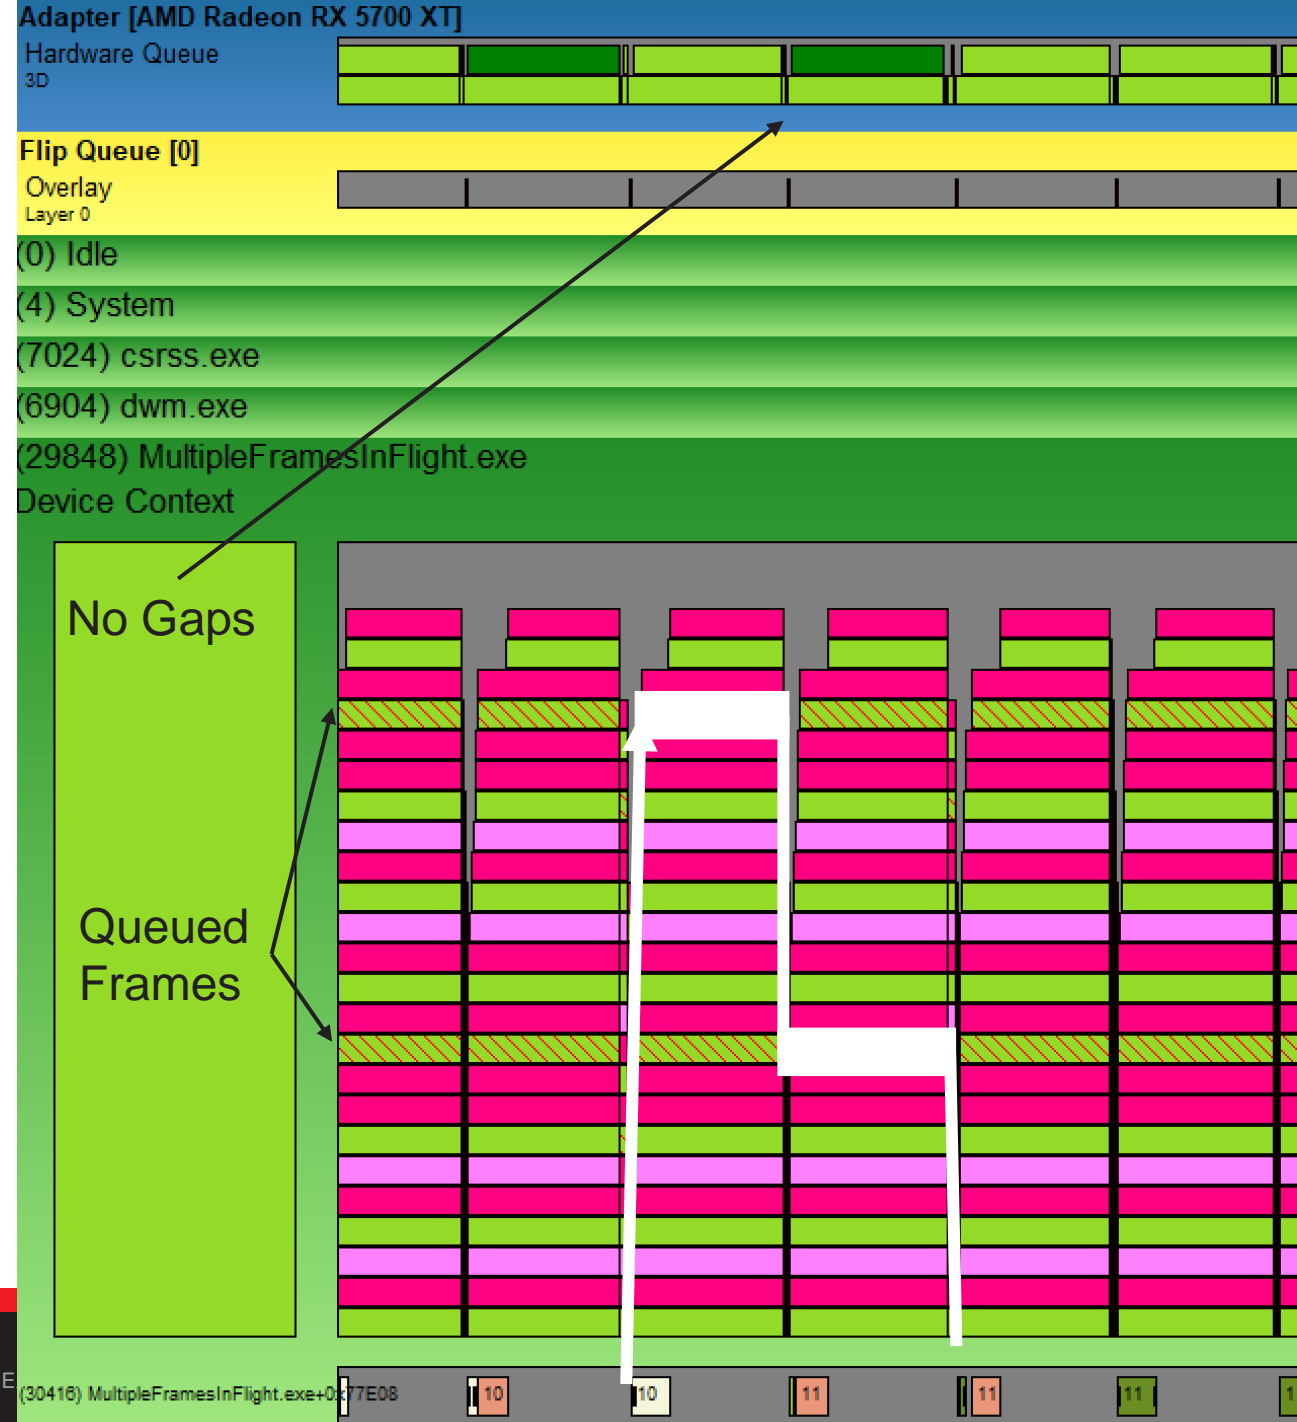 Adapter [AMD Radeon RX 5700 XT]
Hardware Queue
3D
Flip Queue [0]
Overlay
Layer 0
(0) Idle
(4) System
(7024) csrss.exe
(6904) dwm.exe
(29848) MultipleFramesInFlight.exe
Device Context
No Gaps
Queued
Frames
E
(30416) MultipleFramesInFlight.exe+0x77E08
10
10
11
11
11
1